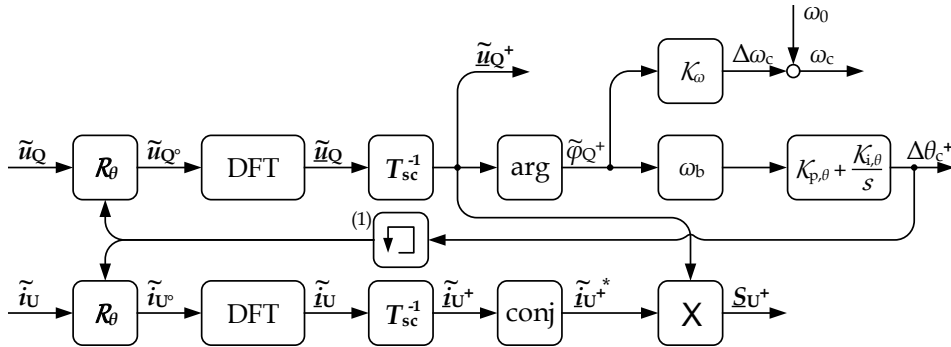 ω₀
ũ_Q⁺
𝒦_ω
Δω_c
ω_c
ũ_Q
ℛ_θ
ũ_Q°
DFT
ũ_Q
T_sc⁻¹
arg
φ̃_Q⁺
ω_b
𝒦_p,θ + 𝒦_i,θ / s
Δθ_c⁺
(1)
ĩ_U
ℛ_θ
ĩ_U°
DFT
ĩ_U
T_sc⁻¹
ĩ_U⁺
conj
ĩ_U⁺*
X
S_U⁺